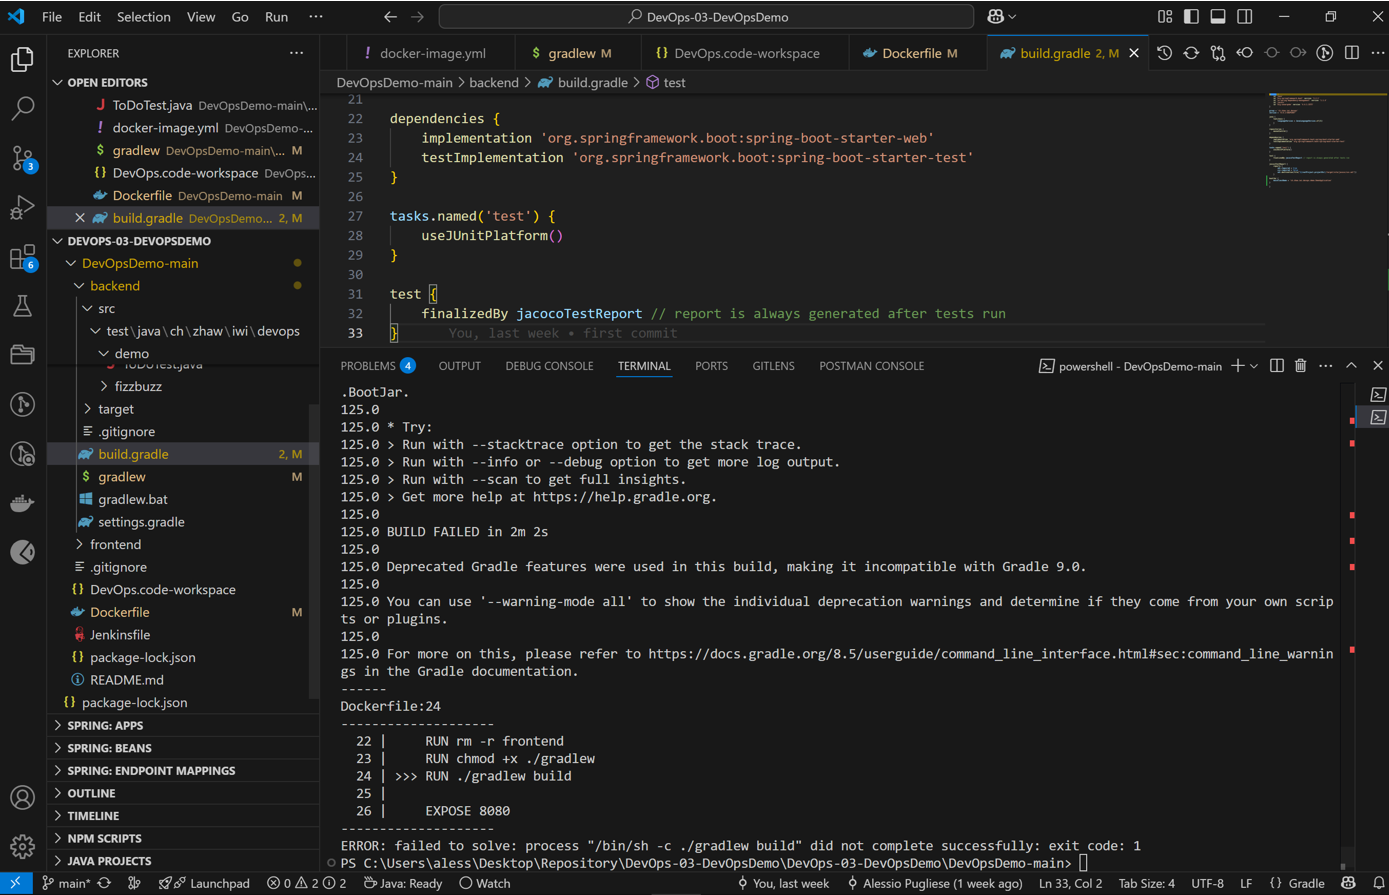 File Edit Selection View Go Run ··· DevOps-03-DevOpsDemo
EXPLORER ···
OPEN EDITORS
J ToDoTest.java DevOpsDemo-main\...
! docker-image.yml DevOpsDemo-...
$ gradlew DevOpsDemo-main\... M
{} DevOps.code-workspace DevOps...
Dockerfile DevOpsDemo-main M
build.gradle DevOpsDemo... 2, M
DEVOPS-03-DEVOPSDEMO
DevOpsDemo-main
backend
src
test\java\ch\zhaw\iwi\devops
demo
ToDoTest.java
fizzbuzz
target
.gitignore
build.gradle 2, M
$ gradlew M
gradlew.bat
settings.gradle
frontend
.gitignore
{} DevOps.code-workspace
Dockerfile M
Jenkinsfile
{} package-lock.json
README.md
{} package-lock.json
SPRING: APPS
SPRING: BEANS
SPRING: ENDPOINT MAPPINGS
OUTLINE
TIMELINE
NPM SCRIPTS
JAVA PROJECTS
3
6
! docker-image.yml $ gradlew M {} DevOps.code-workspace Dockerfile M build.gradle 2, M
DevOpsDemo-main > backend > build.gradle > test
21
22 dependencies {
23 implementation 'org.springframework.boot:spring-boot-starter-web'
24 testImplementation 'org.springframework.boot:spring-boot-starter-test'
25 }
26
27 tasks.named('test') {
28 useJUnitPlatform()
29 }
30
31 test {
32 finalizedBy jacocoTestReport // report is always generated after tests run
33 } You, last week • first commit
PROBLEMS 4 OUTPUT DEBUG CONSOLE TERMINAL PORTS GITLENS POSTMAN CONSOLE powershell - DevOpsDemo-main
.BootJar.
125.0
125.0 * Try:
125.0 > Run with --stacktrace option to get the stack trace.
125.0 > Run with --info or --debug option to get more log output.
125.0 > Run with --scan to get full insights.
125.0 > Get more help at https://help.gradle.org.
125.0
125.0 BUILD FAILED in 2m 2s
125.0
125.0 Deprecated Gradle features were used in this build, making it incompatible with Gradle 9.0.
125.0
125.0 You can use '--warning-mode all' to show the individual deprecation warnings and determine if they come from your own scrip
ts or plugins.
125.0
125.0 For more on this, please refer to https://docs.gradle.org/8.5/userguide/command_line_interface.html#sec:command_line_warnin
gs in the Gradle documentation.
------
Dockerfile:24
--------------------
22 | RUN rm -r frontend
23 | RUN chmod +x ./gradlew
24 | >>> RUN ./gradlew build
25 |
26 | EXPOSE 8080
--------------------
ERROR: failed to solve: process "/bin/sh -c ./gradlew build" did not complete successfully: exit code: 1
PS C:\Users\aless\Desktop\Repository\DevOps-03-DevOpsDemo\DevOps-03-DevOpsDemo\DevOpsDemo-main>
main* Launchpad 0 2 2 Java: Ready Watch You, last week Alessio Pugliese (1 week ago) Ln 33, Col 2 Tab Size: 4 UTF-8 LF {} Gradle